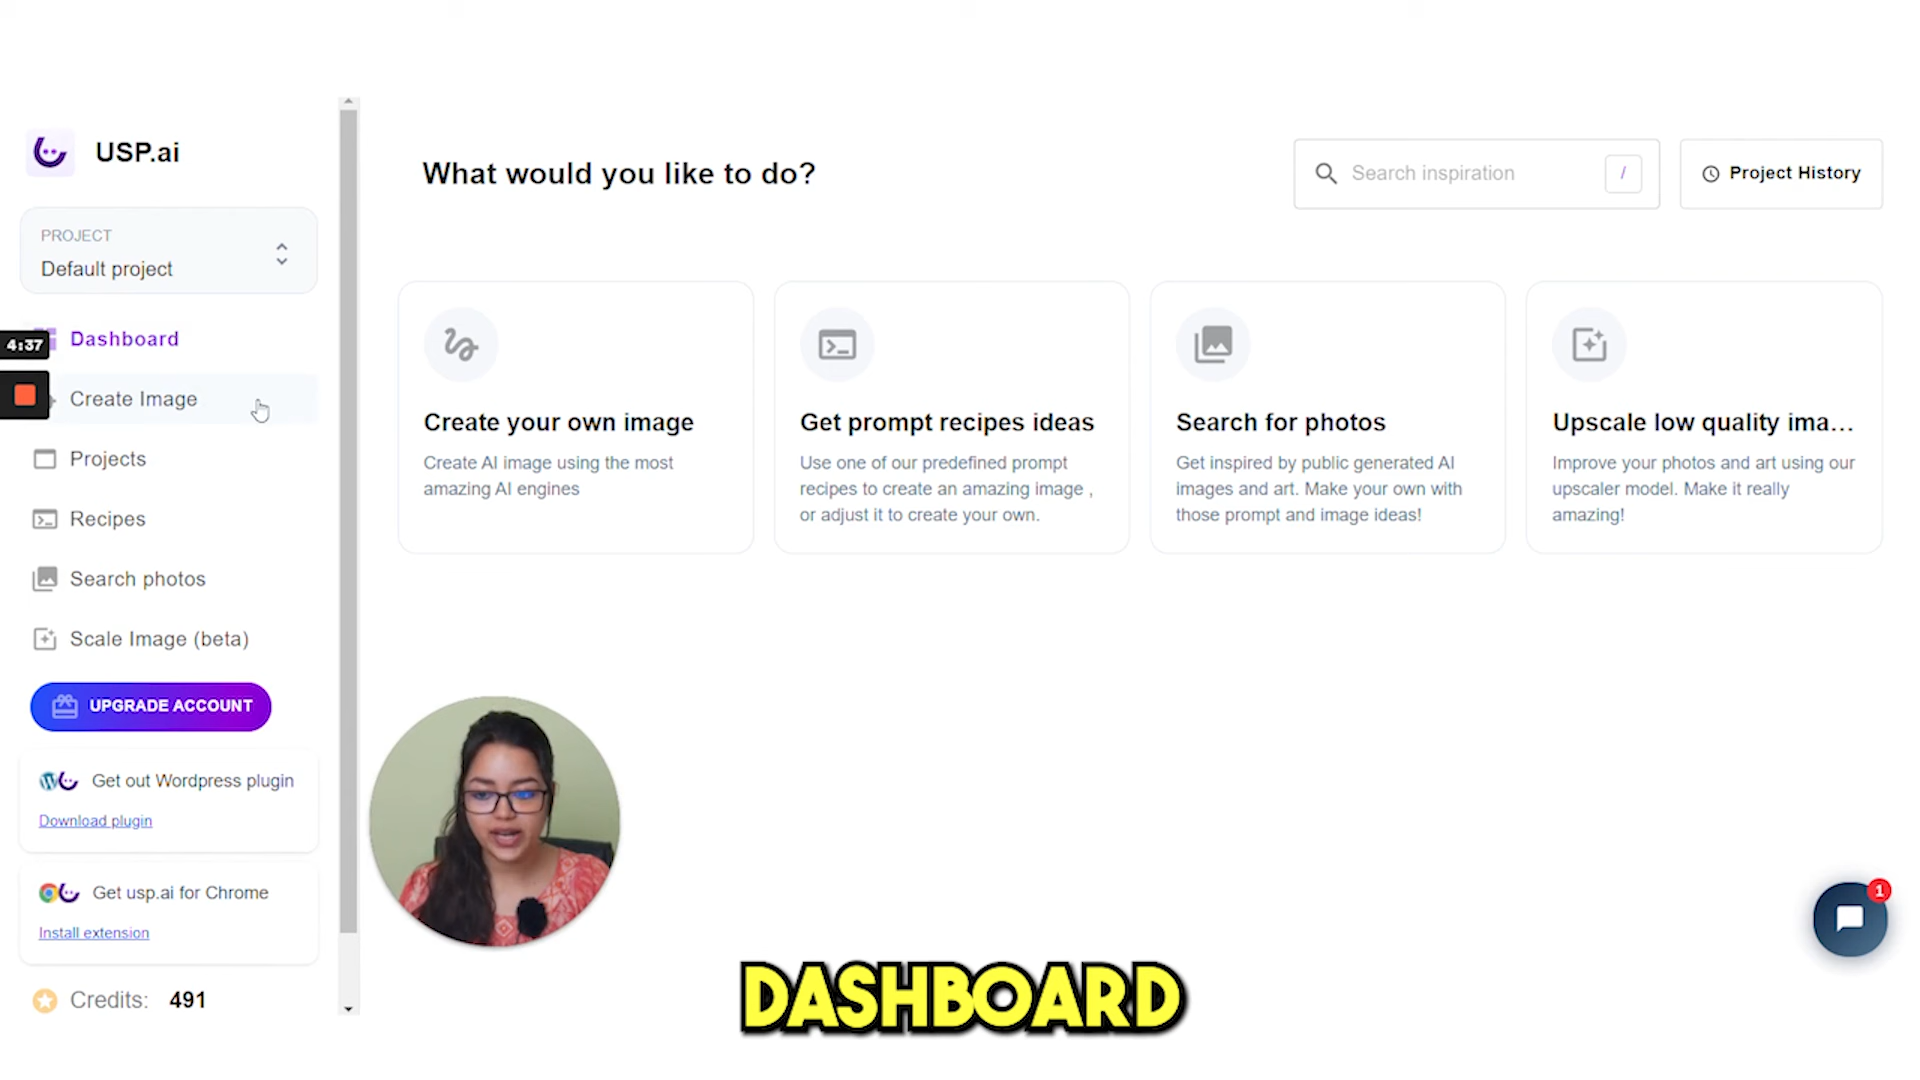 USP.ai
PROJECT
Default project
Dashboard
4:37
Create Image
Projects
Recipes
Search photos
Scale Image (beta)
UPGRADE ACCOUNT
Get out Wordpress plugin
Download plugin
Get usp.ai for Chrome
Install extension
Credits: 491
What would you like to do?
Search inspiration
/
Project History
Create your own image
Create AI image using the most
amazing AI engines
Get prompt recipes ideas
Use one of our predefined prompt
recipes to create an amazing image ,
or adjust it to create your own.
Search for photos
Get inspired by public generated AI
images and art. Make your own with
those prompt and image ideas!
Upscale low quality ima...
Improve your photos and art using our
upscaler model. Make it really
amazing!
1
DASHBOARD